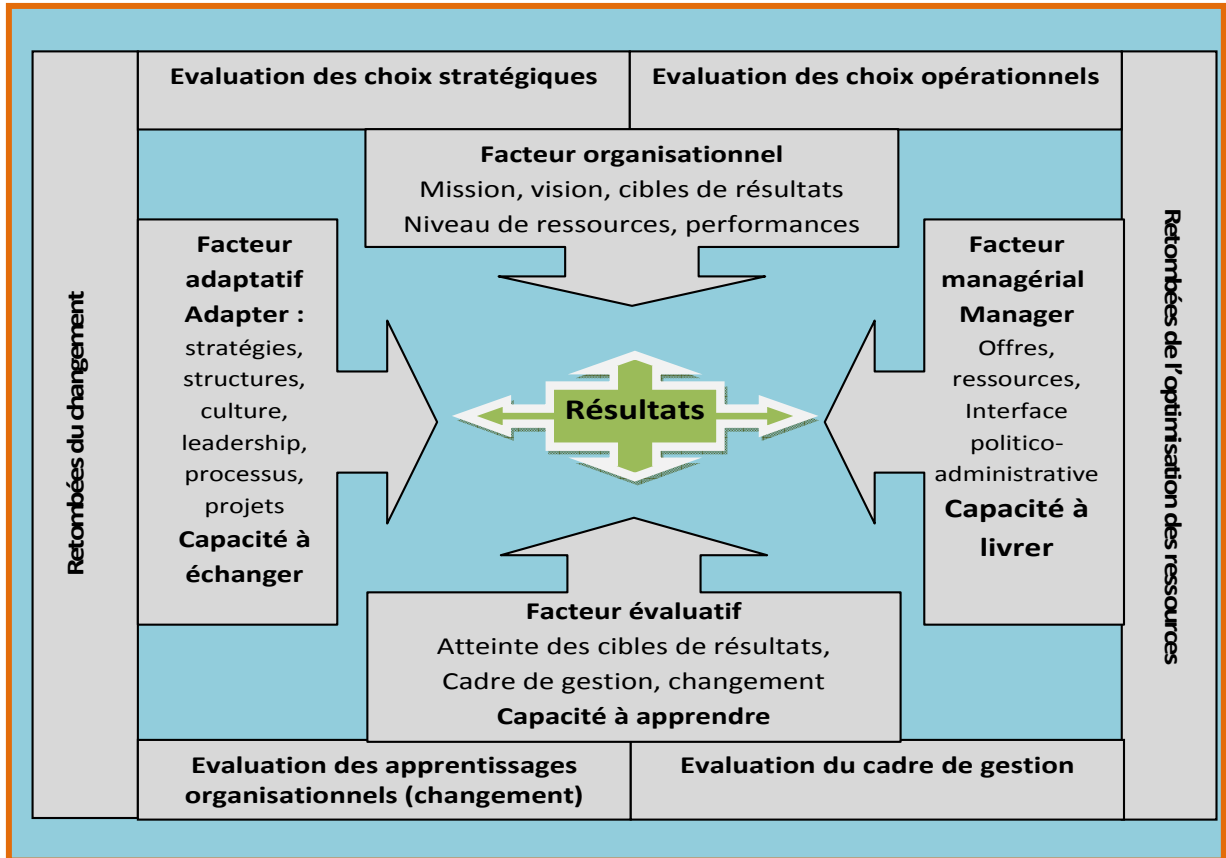 Evaluation des choix stratégiques
Evaluation des choix opérationnels
Facteur organisationnel
Mission, vision, cibles de résultats
Niveau de ressources, performances
Retombées du changement
Facteur
adaptatif
Adapter :
stratégies,
structures,
culture,
leadership,
processus,
projets
Capacité à
échanger
Résultats
Facteur
managérial
Manager
Offres,
ressources,
Interface
politico-
administrative
Capacité à
livrer
Retombées de l'optimisation des ressources
Facteur évaluatif
Atteinte des cibles de résultats,
Cadre de gestion, changement
Capacité à apprendre
Evaluation des apprentissages
organisationnels (changement)
Evaluation du cadre de gestion